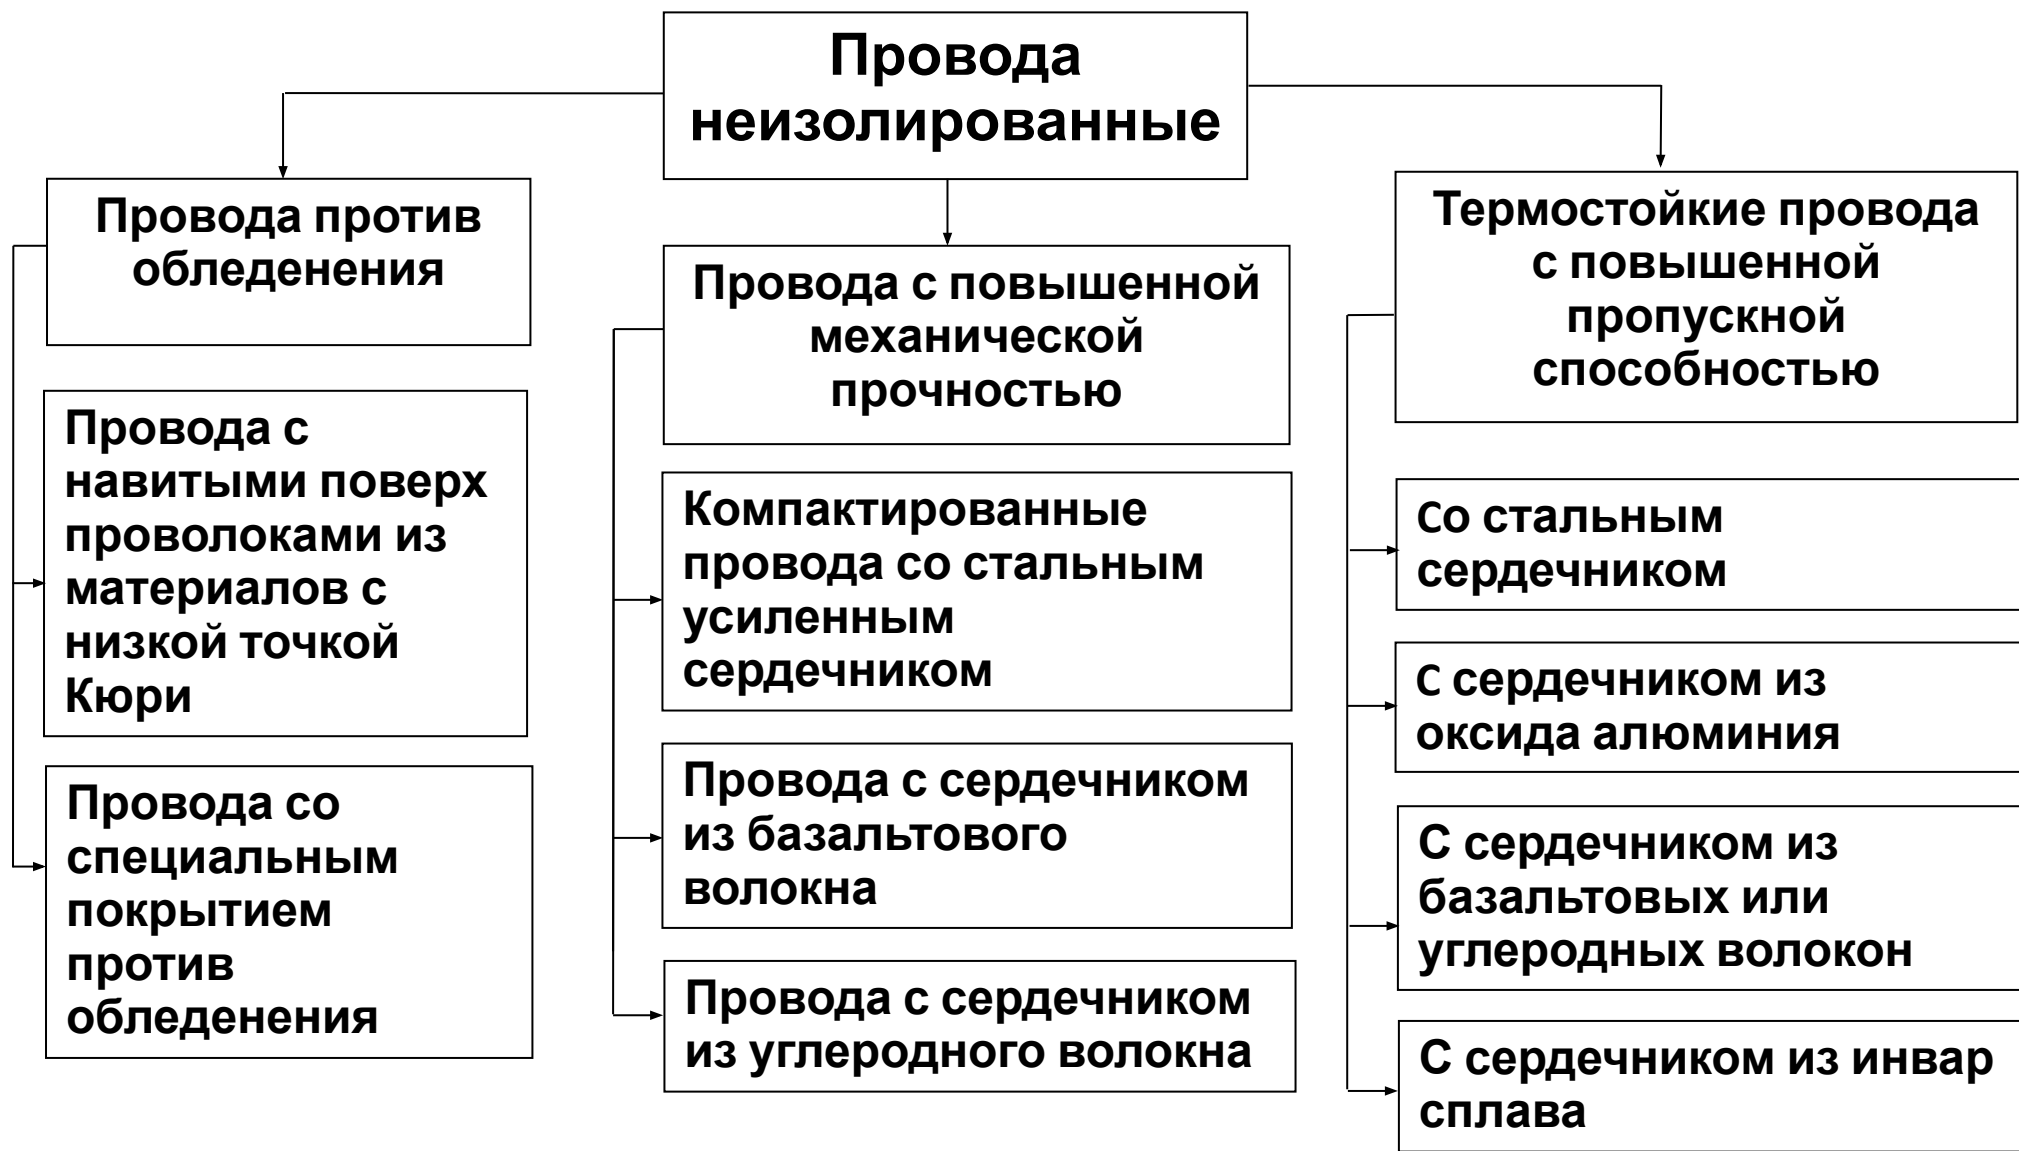 Провода
неизолированные
Провода против
обледенения
Провода с
навитыми поверх
проволоками из
материалов с
низкой точкой
Кюри
Провода со
специальным
покрытием
против
обледенения
Провода с повышенной
механической
прочностью
Компактированные
провода со стальным
усиленным
сердечником
Провода с сердечником
из базальтового
волокна
Провода с сердечником
из углеродного волокна
Термостойкие провода
с повышенной
пропускной
способностью
Со стальным
сердечником
С сердечником из
оксида алюминия
С сердечником из
базальтовых или
углеродных волокон
С сердечником из инвар
сплава